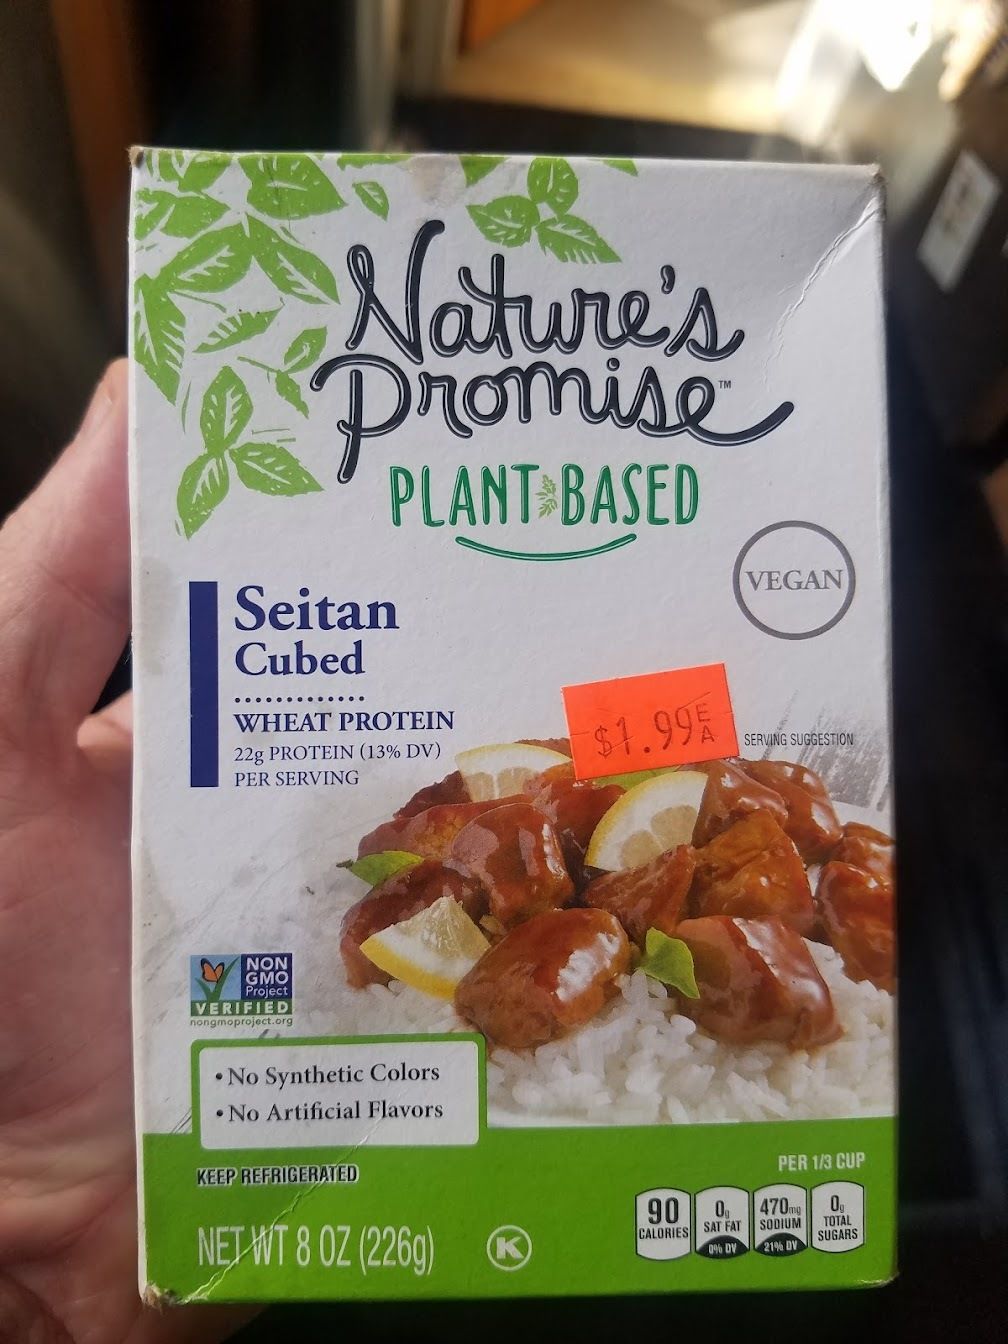 Nature's
Promise™
PLANT BASED
VEGAN
Seitan
Cubed
WHEAT PROTEIN
22g PROTEIN (13% DV)
PER SERVING
$1.99 EA
SERVING SUGGESTION
NON
GMO
Project
VERIFIED
nongmoproject.org
• No Synthetic Colors
• No Artificial Flavors
KEEP REFRIGERATED
NET WT 8 OZ (226g)
K
PER 1/3 CUP
90
CALORIES
0g
SAT FAT
0% DV
470mg
SODIUM
21% DV
0g
TOTAL
SUGARS